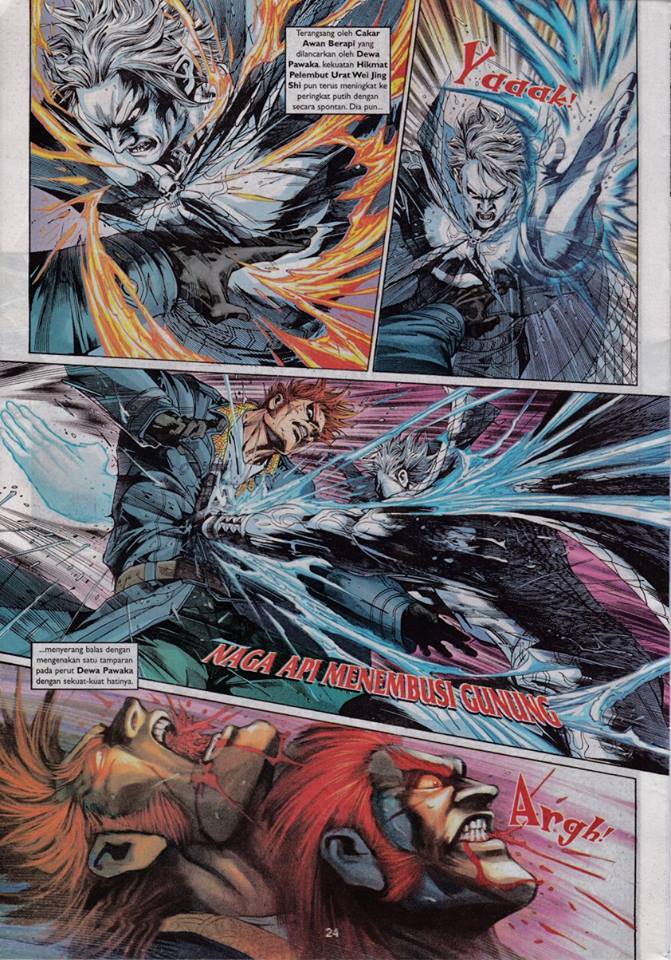 Terangsang oleh Cakar
Awan Berapi yang
dilancarkan oleh Dewa
Pawaka, kekuatan Hikmat
Pelembut Urat Wei Jing
Shi pun terus meningkat ke
peringkat putih dengan
secara spontan. Dia pun...
Yaaak!
...menyerang balas dengan
mengenakan satu tamparan
pada perut Dewa Pawaka
dengan sekuat-kuat hatinya.
NAGA API MENEMBUSI GUNUNG
Argh!
24